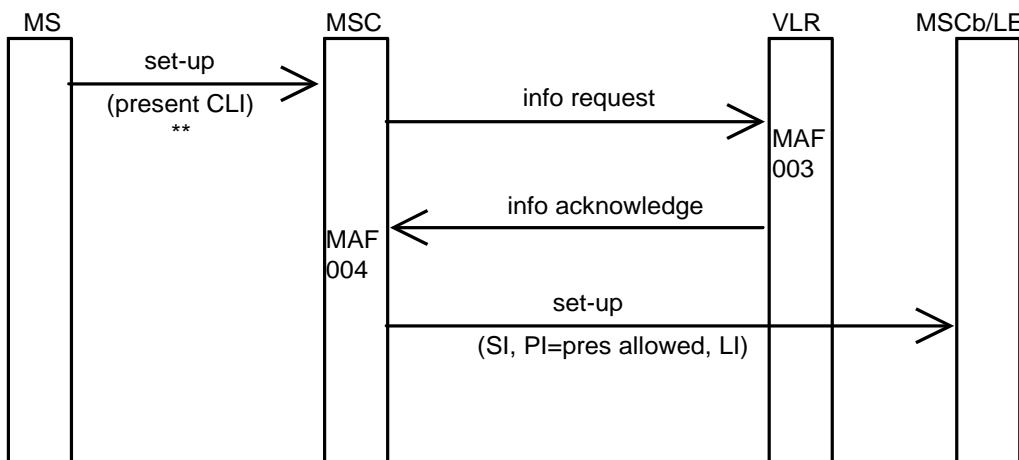 MS
MSC
VLR
MSCb/LE
set-up
(present CLI)
**
info request
MAF
003
info acknowledge
MAF
004
set-up
(SI, PI=pres allowed, LI)